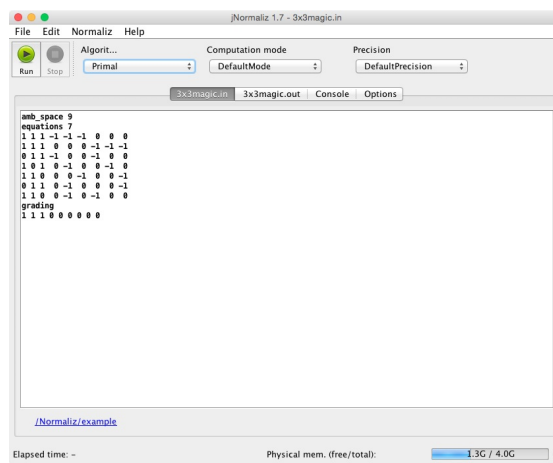 jNormaliz 1.7 - 3x3magic.in
File Edit Normaliz Help
Algorit... Computation mode Precision
Run Stop Primal DefaultMode DefaultPrecision
3x3magic.in 3x3magic.out Console Options
amb_space 9
equations 7
1 1 1 -1 -1 -1 0 0 0
1 1 1 0 0 0 -1 -1 -1
0 1 1 -1 0 0 -1 0 0
1 0 1 0 -1 0 0 -1 0
1 1 0 0 0 -1 0 0 -1
0 1 1 0 -1 0 0 0 -1
1 1 0 0 -1 0 -1 0 0
grading
1 1 1 0 0 0 0 0 0
/Normaliz/example
Elapsed time: – Physical mem. (free/total): 1.3G / 4.0G